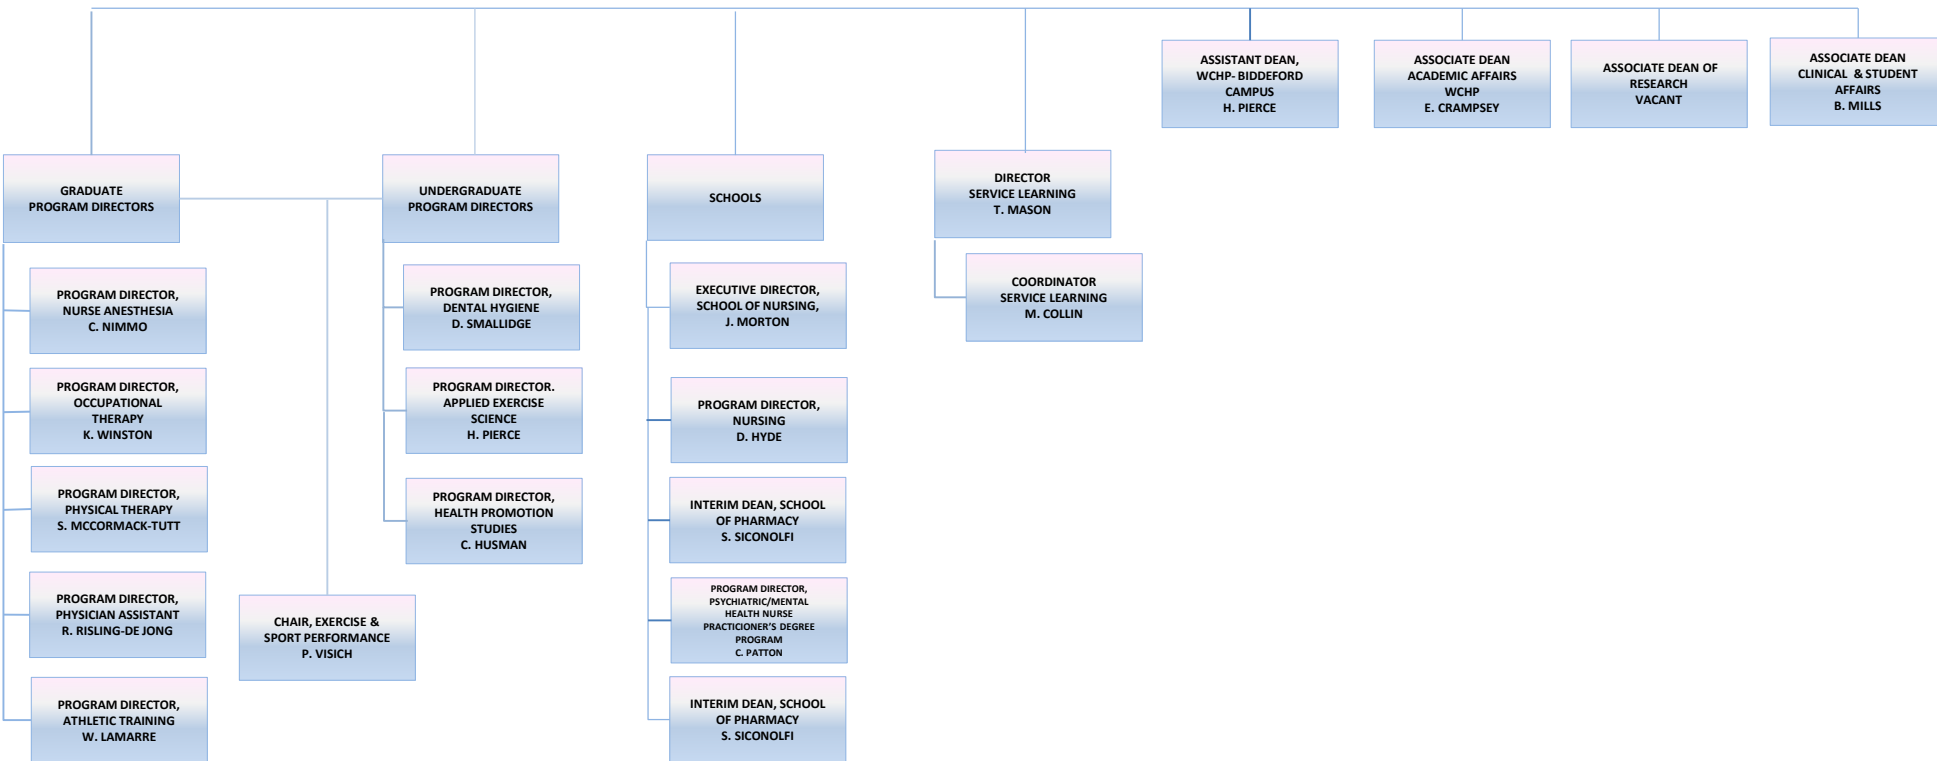 ASSISTANT DEAN,
WCHP- BIDDEFORD
CAMPUS
H. PIERCE
ASSOCIATE DEAN
ACADEMIC AFFAIRS
WCHP
E. CRAMPSEY
ASSOCIATE DEAN OF
RESEARCH
VACANT
ASSOCIATE DEAN
CLINICAL & STUDENT
AFFAIRS
B. MILLS
GRADUATE
PROGRAM DIRECTORS
UNDERGRADUATE
PROGRAM DIRECTORS
SCHOOLS
DIRECTOR
SERVICE LEARNING
T. MASON
PROGRAM DIRECTOR,
NURSE ANESTHESIA
C. NIMMO
PROGRAM DIRECTOR,
OCCUPATIONAL
THERAPY
K. WINSTON
PROGRAM DIRECTOR,
PHYSICAL THERAPY
S. MCCORMACK-TUTT
PROGRAM DIRECTOR,
PHYSICIAN ASSISTANT
R. RISLING-DE JONG
PROGRAM DIRECTOR,
ATHLETIC TRAINING
W. LAMARRE
CHAIR, EXERCISE &
SPORT PERFORMANCE
P. VISICH
PROGRAM DIRECTOR,
DENTAL HYGIENE
D. SMALLIDGE
PROGRAM DIRECTOR.
APPLIED EXERCISE
SCIENCE
H. PIERCE
PROGRAM DIRECTOR,
HEALTH PROMOTION
STUDIES
C. HUSMAN
EXECUTIVE DIRECTOR,
SCHOOL OF NURSING,
J. MORTON
PROGRAM DIRECTOR,
NURSING
D. HYDE
INTERIM DEAN, SCHOOL
OF PHARMACY
S. SICONOLFI
PROGRAM DIRECTOR,
PSYCHIATRIC/MENTAL
HEALTH NURSE
PRACTICIONER'S DEGREE
PROGRAM
C. PATTON
INTERIM DEAN, SCHOOL
OF PHARMACY
S. SICONOLFI
COORDINATOR
SERVICE LEARNING
M. COLLIN